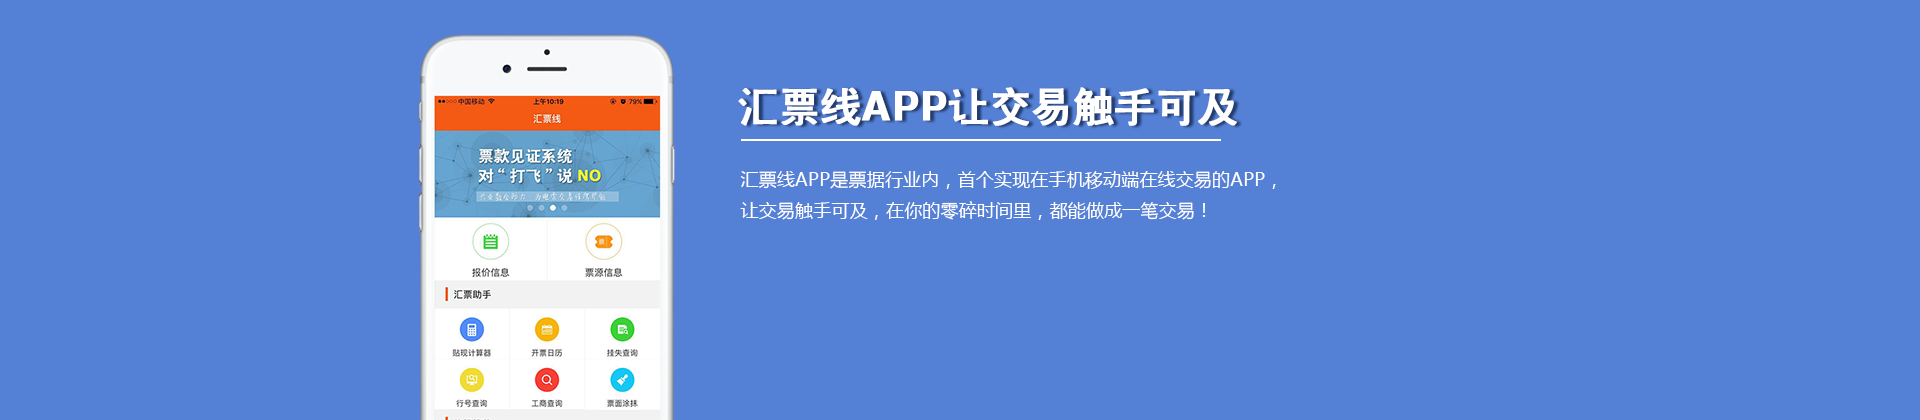 中国移动 上午10:19 79%
汇票线
票款见证系统
对“打飞”说 NO
报价信息 票源信息
汇票助手
贴现计算器 开票日历 挂失查询
行号查询 工商查询 票面涂抹
汇票线APP让交易触手可及
汇票线APP是票据行业内，首个实现在手机移动端在线交易的APP，
让交易触手可及，在你的零碎时间里，都能做成一笔交易！